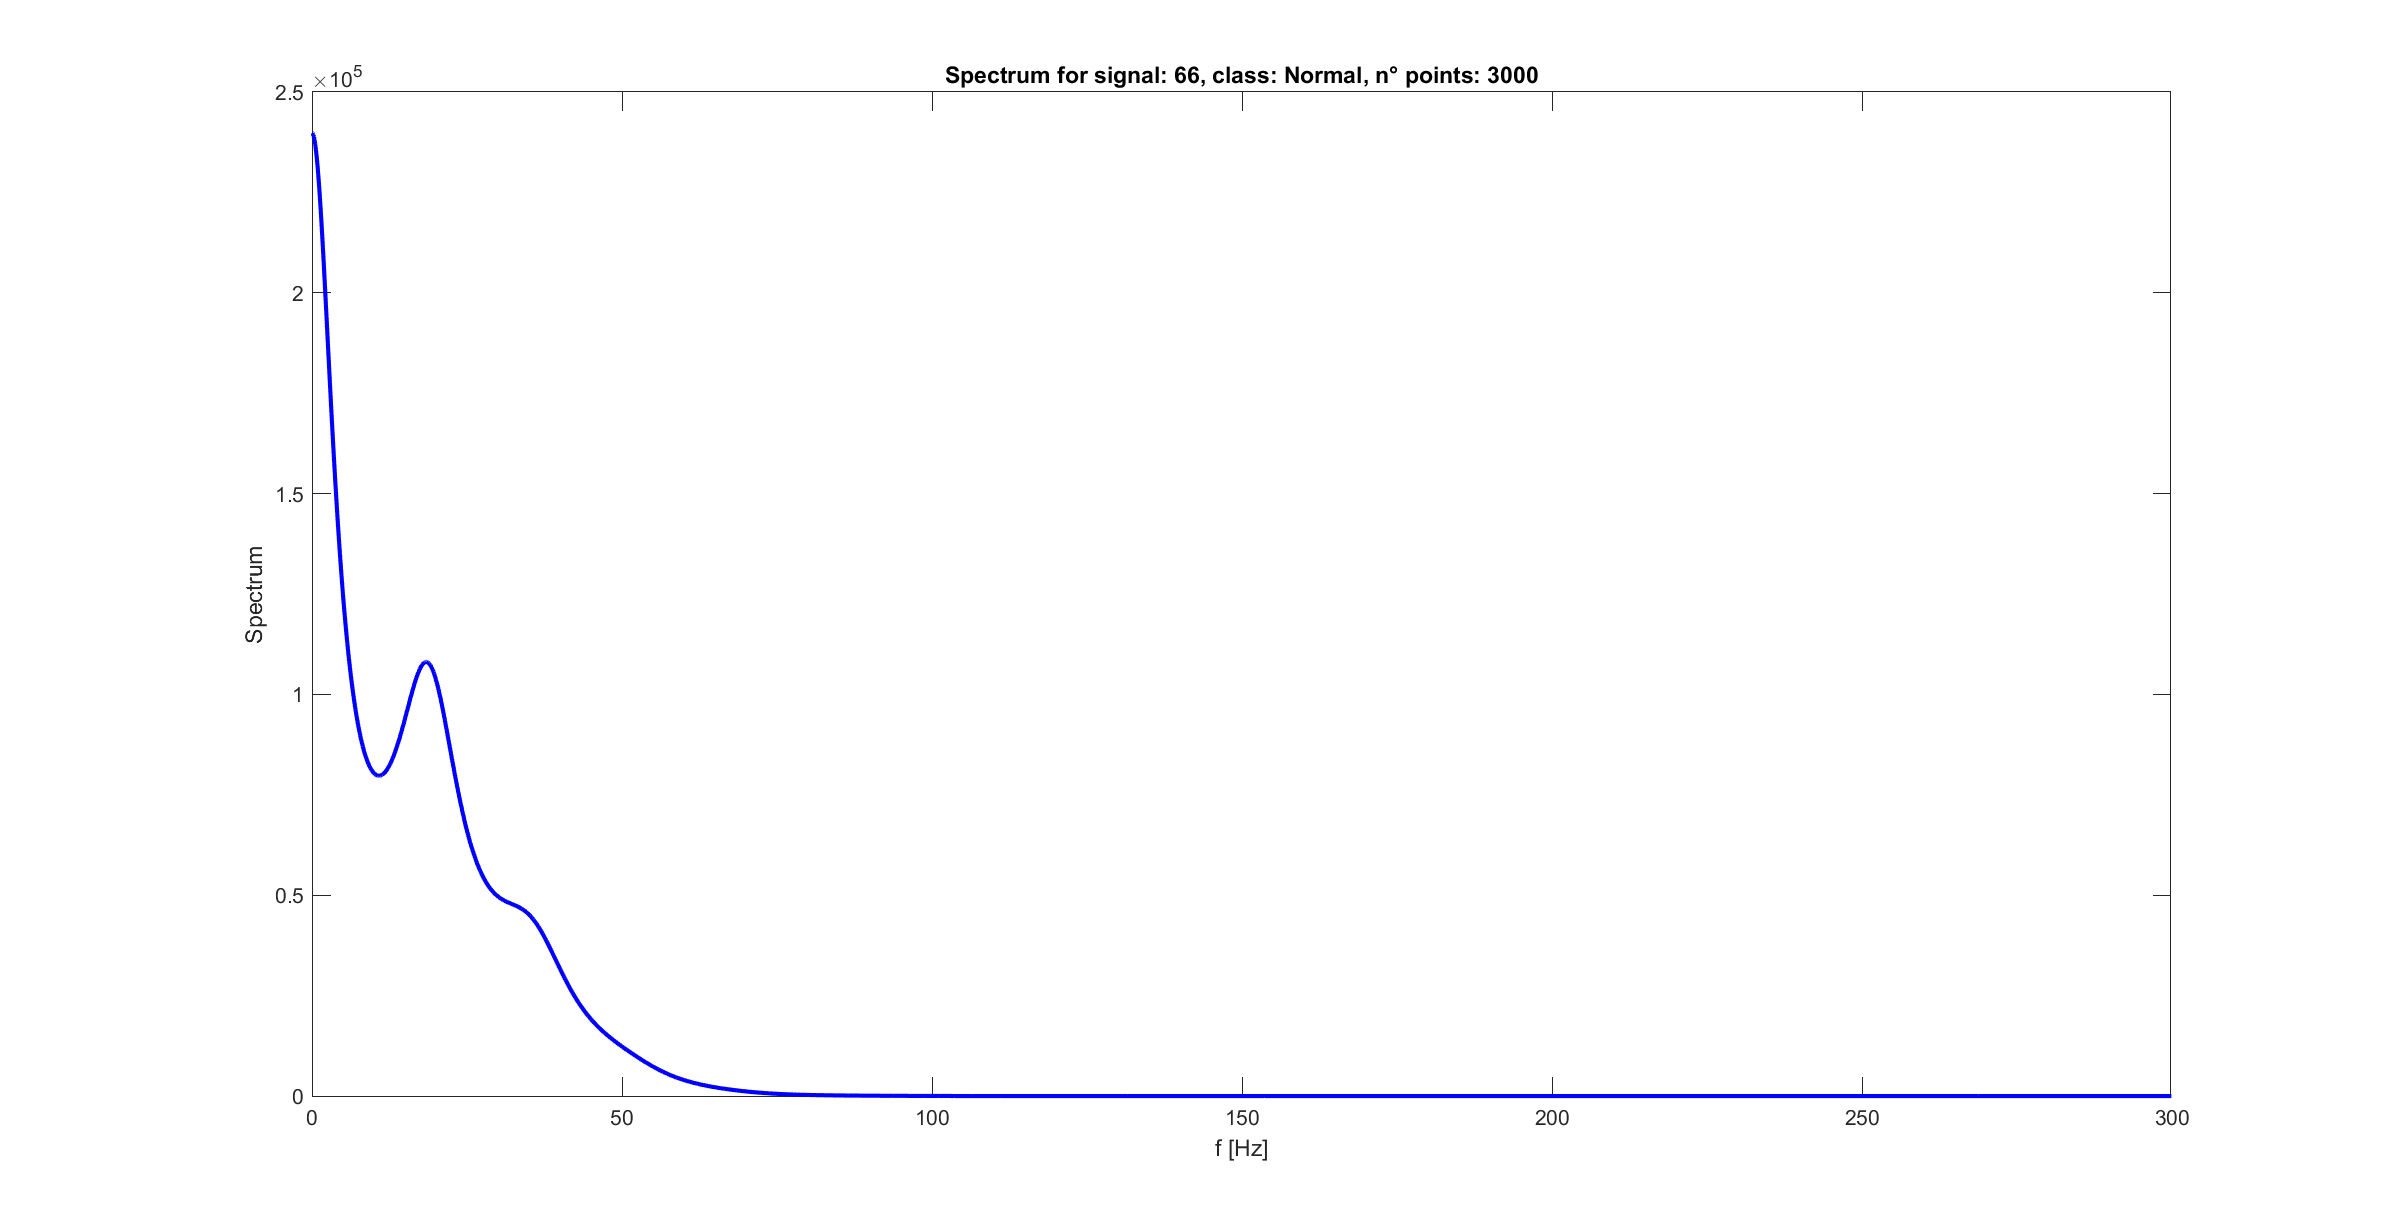 Spectrum for signal: 66, class: Normal, n° points: 3000
×10⁵
2.5
2
1.5
1
0.5
0
Spectrum
0 50 100 150 200 250 300
f [Hz]